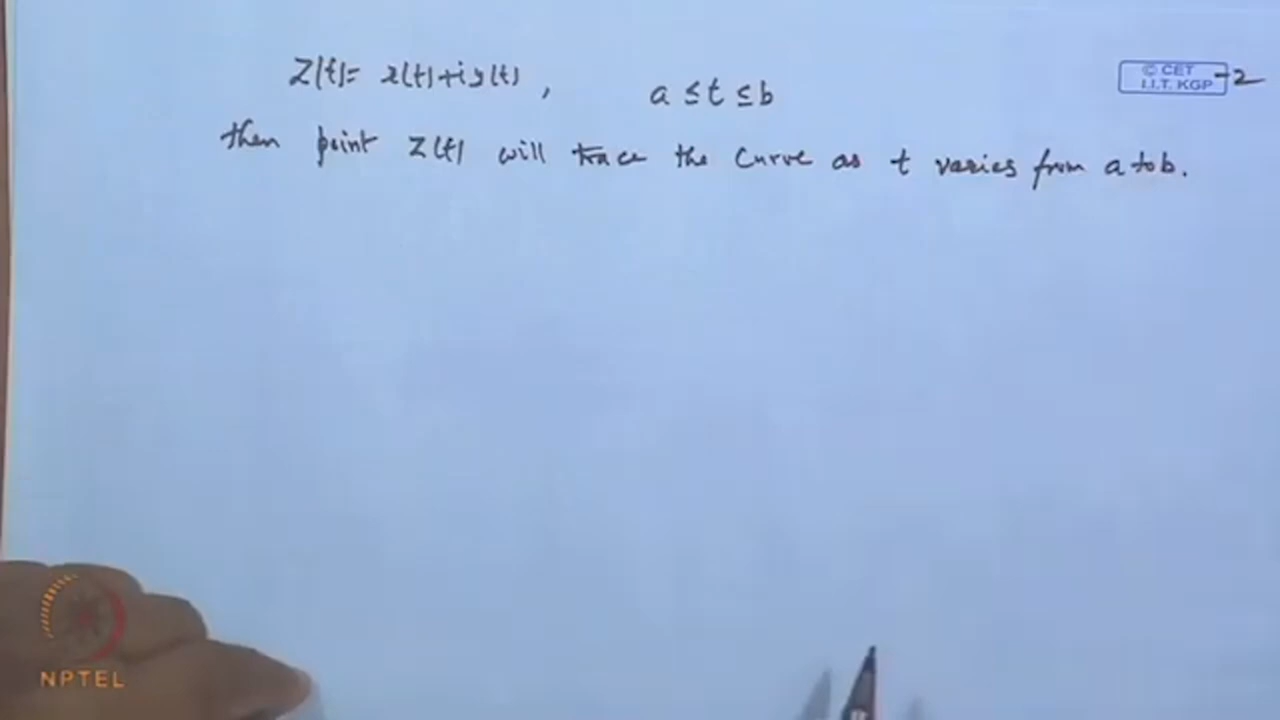 Z(t)= x(t)+iy(t), a ≤ t ≤ b
© CET
I.I.T. KGP -2
then point Z(t) will trace the curve as t varies from a to b.
NPTEL